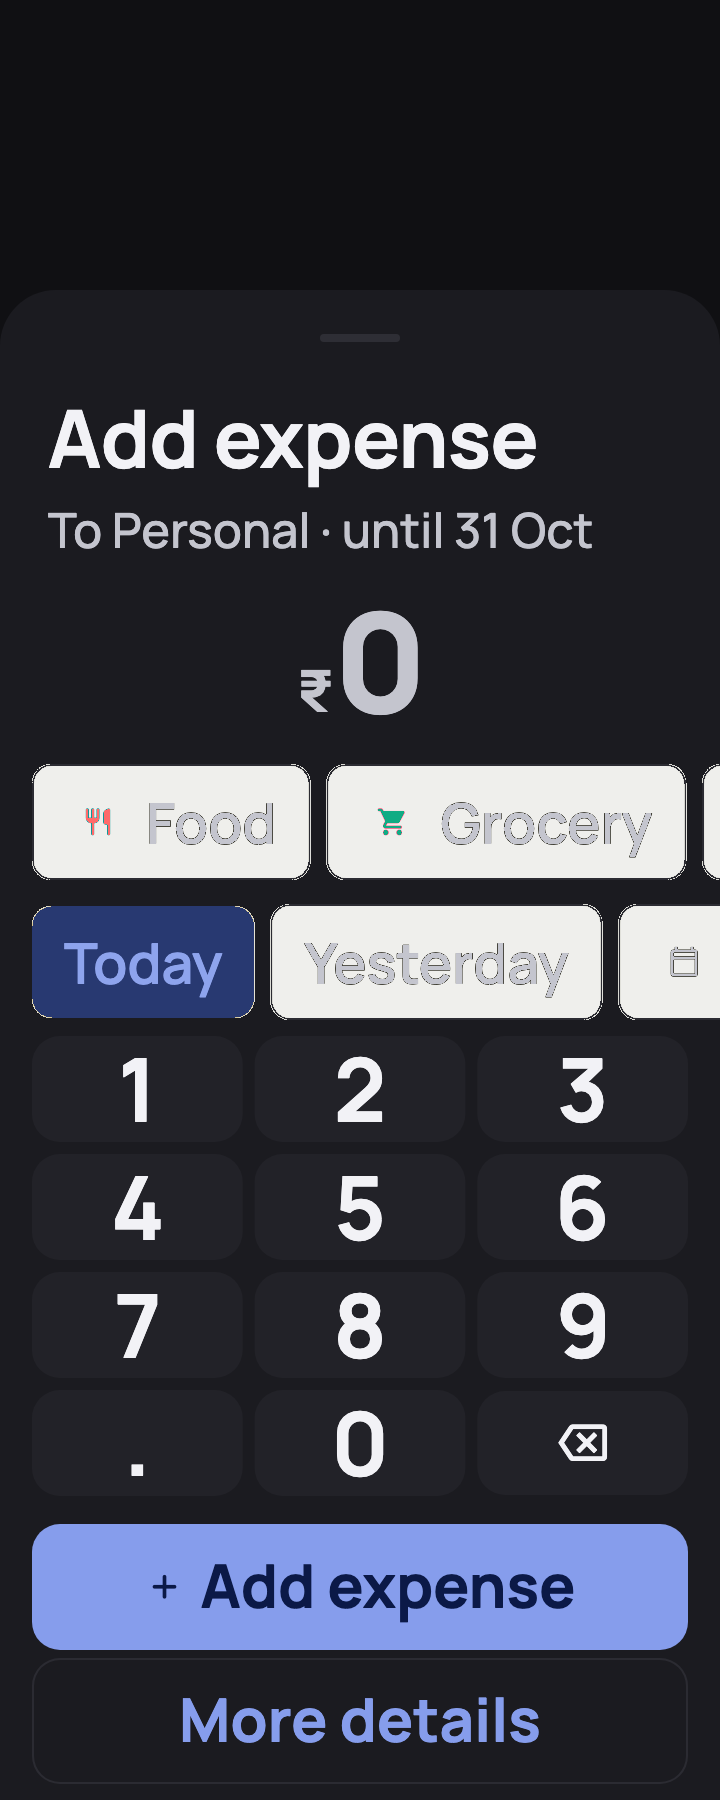 Add expense
To Personal · until 31 Oct
₹0
Food Grocery
Today Yesterday
1 2 3
4 5 6
7 8 9
. 0
+ Add expense
More details